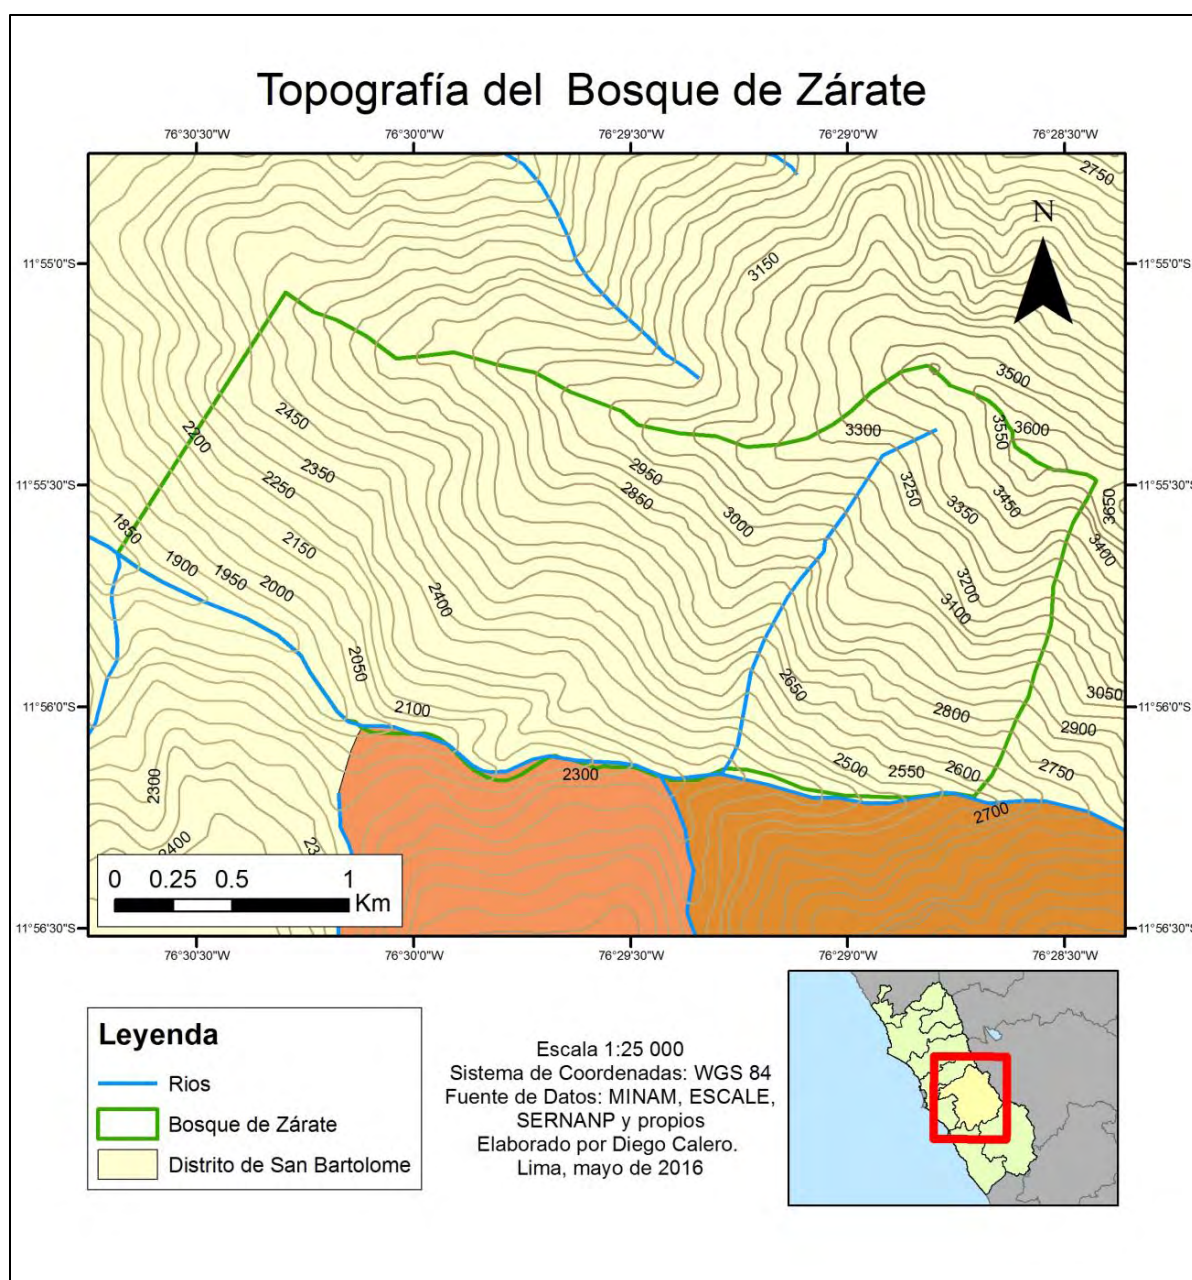 Topografía del Bosque de Zárate
76°30'30"W 76°30'0"W 76°29'30"W 76°29'0"W 76°28'30"W
2750
N
11°55'0"S 11°55'0"S
3150
3500
2450
2200
3300
3550
3600
2350
2950
2250
2850
3250
3350
3450
3650
11°55'30"S 11°55'30"S
3000
1850
2150
3400
1900
1950
2000
2400
3200
3100
2050
2650
3050
11°56'0"S 11°56'0"S
2100
2800
2900
2300
2300
2500
2550
2600
2750
2700
2400
0 0.25 0.5 1
Km
11°56'30"S 11°56'30"S
76°30'30"W 76°30'0"W 76°29'30"W 76°29'0"W 76°28'30"W
Leyenda
Rios
Bosque de Zárate
Distrito de San Bartolome
Escala 1:25 000
Sistema de Coordenadas: WGS 84
Fuente de Datos: MINAM, ESCALE,
SERNANP y propios
Elaborado por Diego Calero.
Lima, mayo de 2016